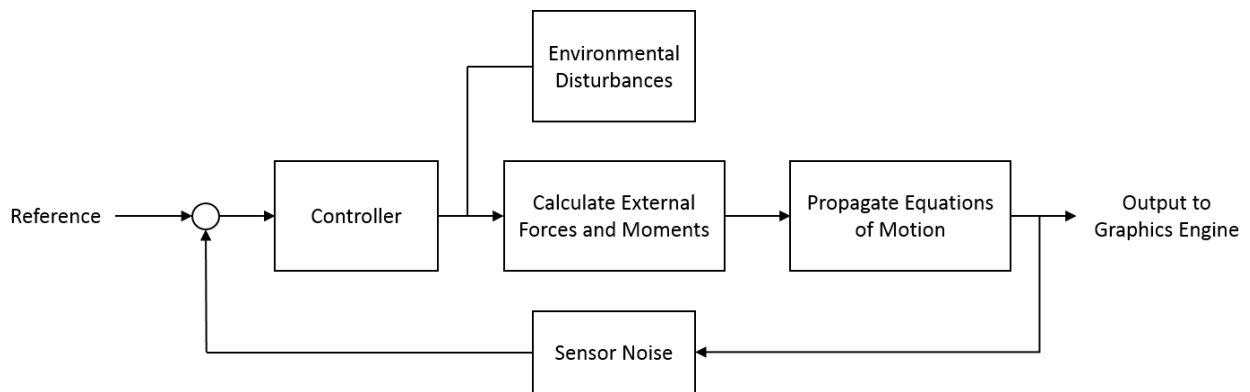 Environmental
Disturbances
Reference
Controller
Calculate External
Forces and Moments
Propagate Equations
of Motion
Output to
Graphics Engine
Sensor Noise